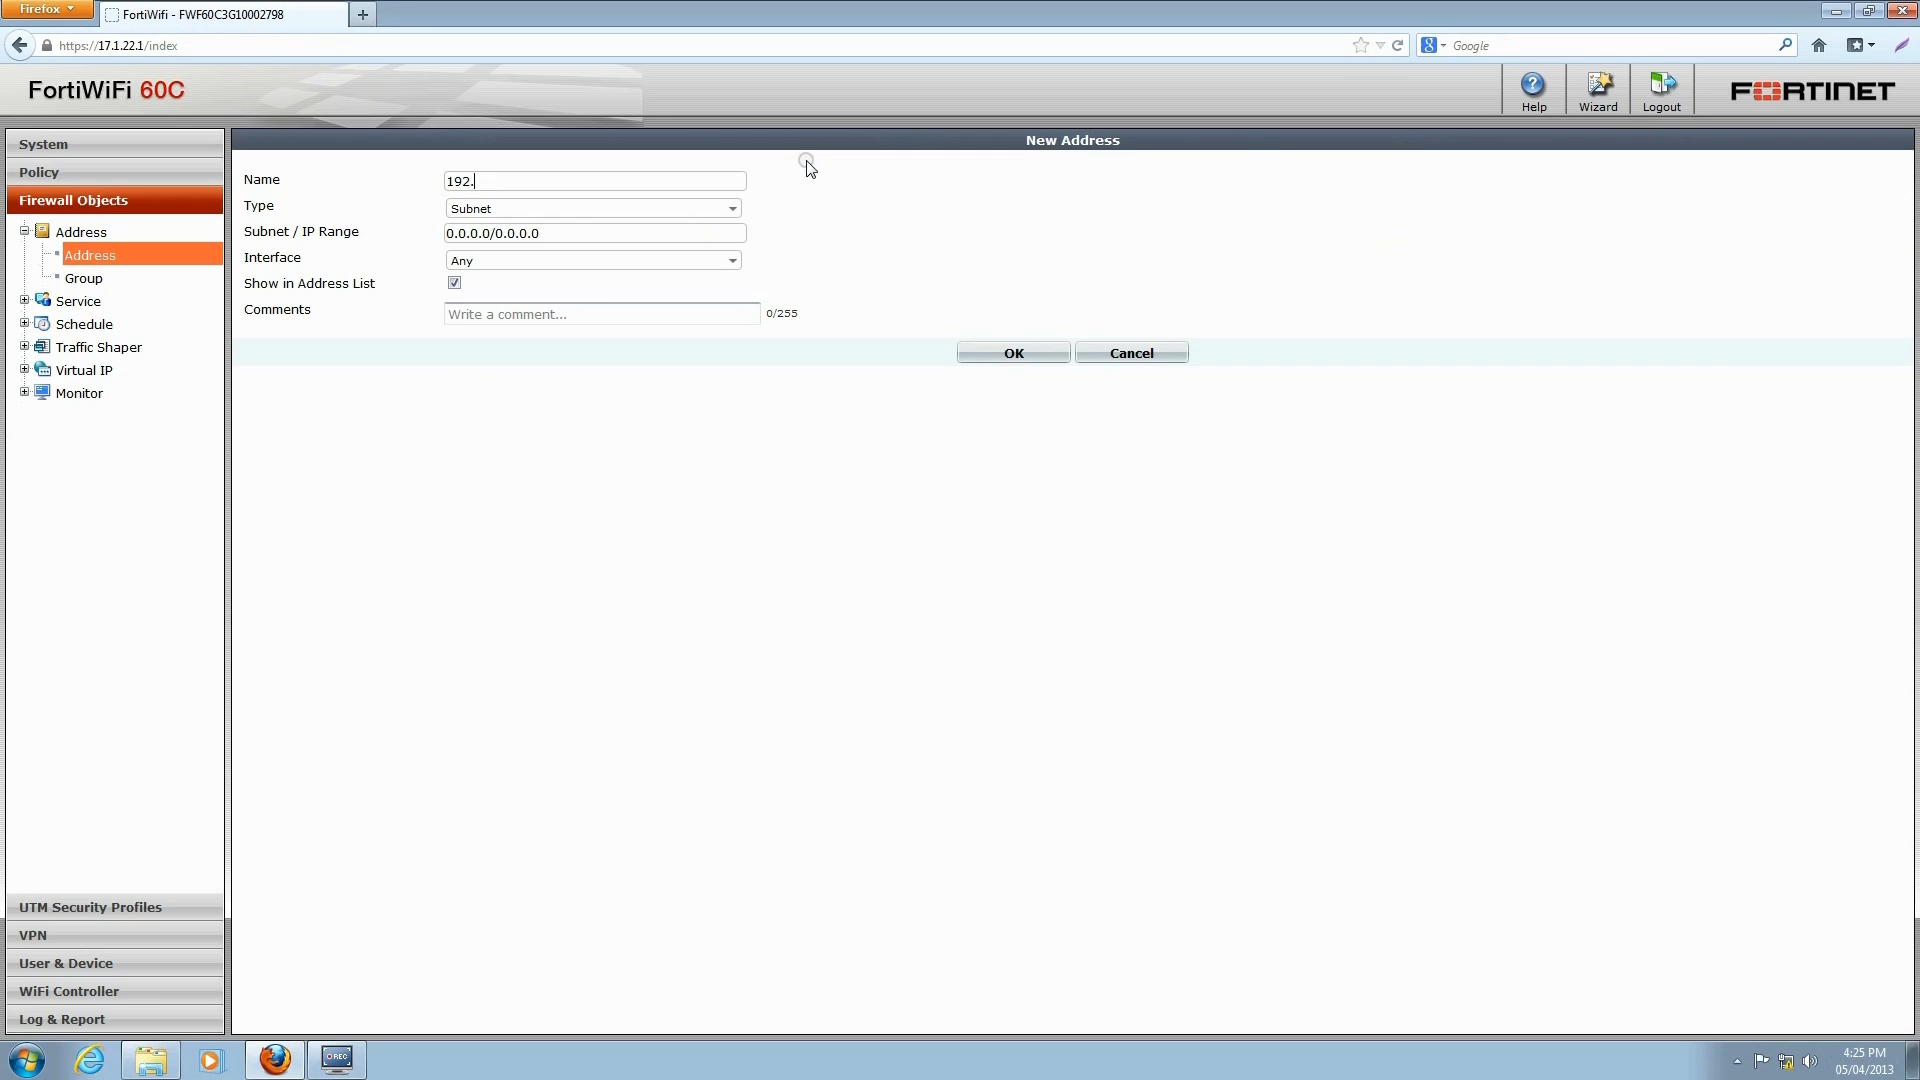 Firefox
FortiWifi - FWF60C3G10002798
https://17.1.22.1/index
Google
FortiWiFi 60C
Help
Wizard
Logout
FORTINET
System
Policy
Firewall Objects
Address
Address
Group
Service
Schedule
Traffic Shaper
Virtual IP
Monitor
UTM Security Profiles
VPN
User & Device
WiFi Controller
Log & Report
New Address
Name 192.
Type Subnet
Subnet / IP Range 0.0.0.0/0.0.0.0
Interface Any
Show in Address List
Comments Write a comment... 0/255
OK Cancel
REC
4:25 PM
05/04/2013